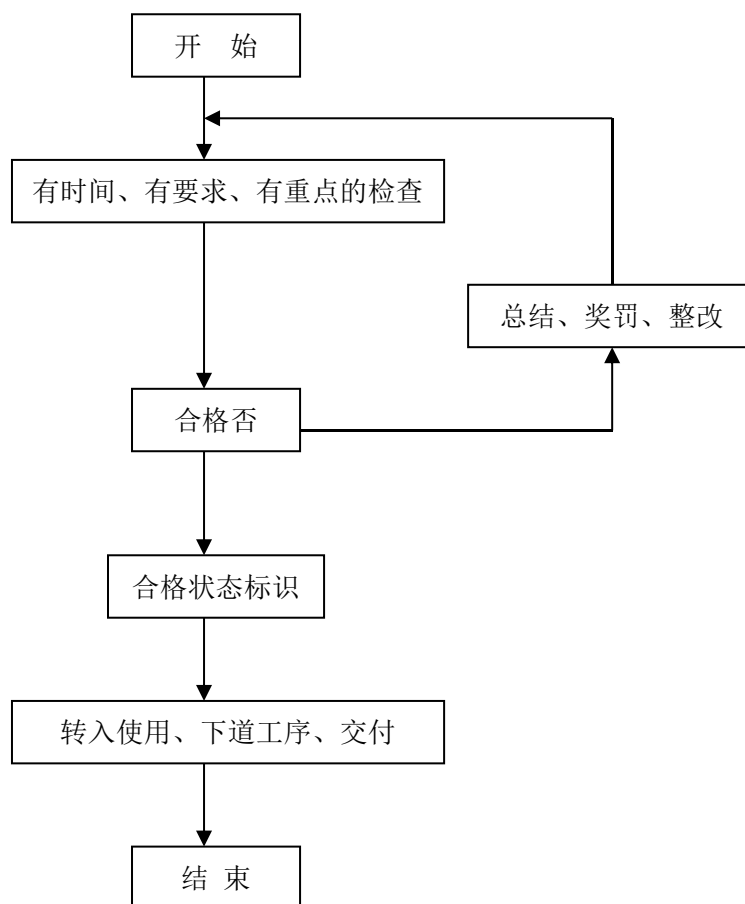 开 始
有时间、有要求、有重点的检查
总结、奖罚、整改
合格否
合格状态标识
转入使用、下道工序、交付
结 束